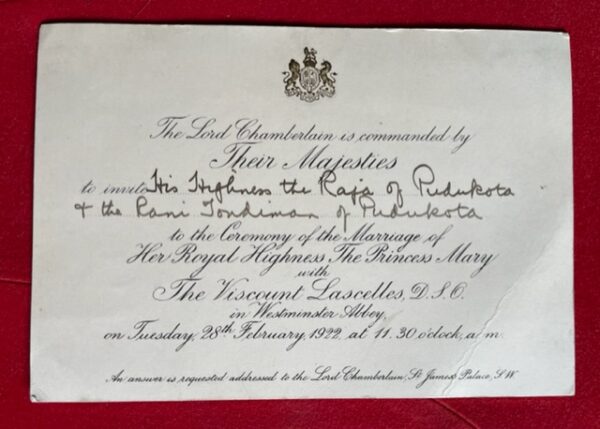 The Lord Chamberlain is commanded by
Their Majesties
to invite His Highness the Raja of Pudukota
& the Rani Tondiman of Pudukota
to the Ceremony of the Marriage of
Her Royal Highness, The Princess Mary
with
The Viscount Lascelles, D.S.O.
in Westminster Abbey,
on Tuesday, 28th February, 1922, at 11.30 o'clock, a.m.
An answer is requested addressed to the Lord Chamberlain, St James's Palace, S.W.